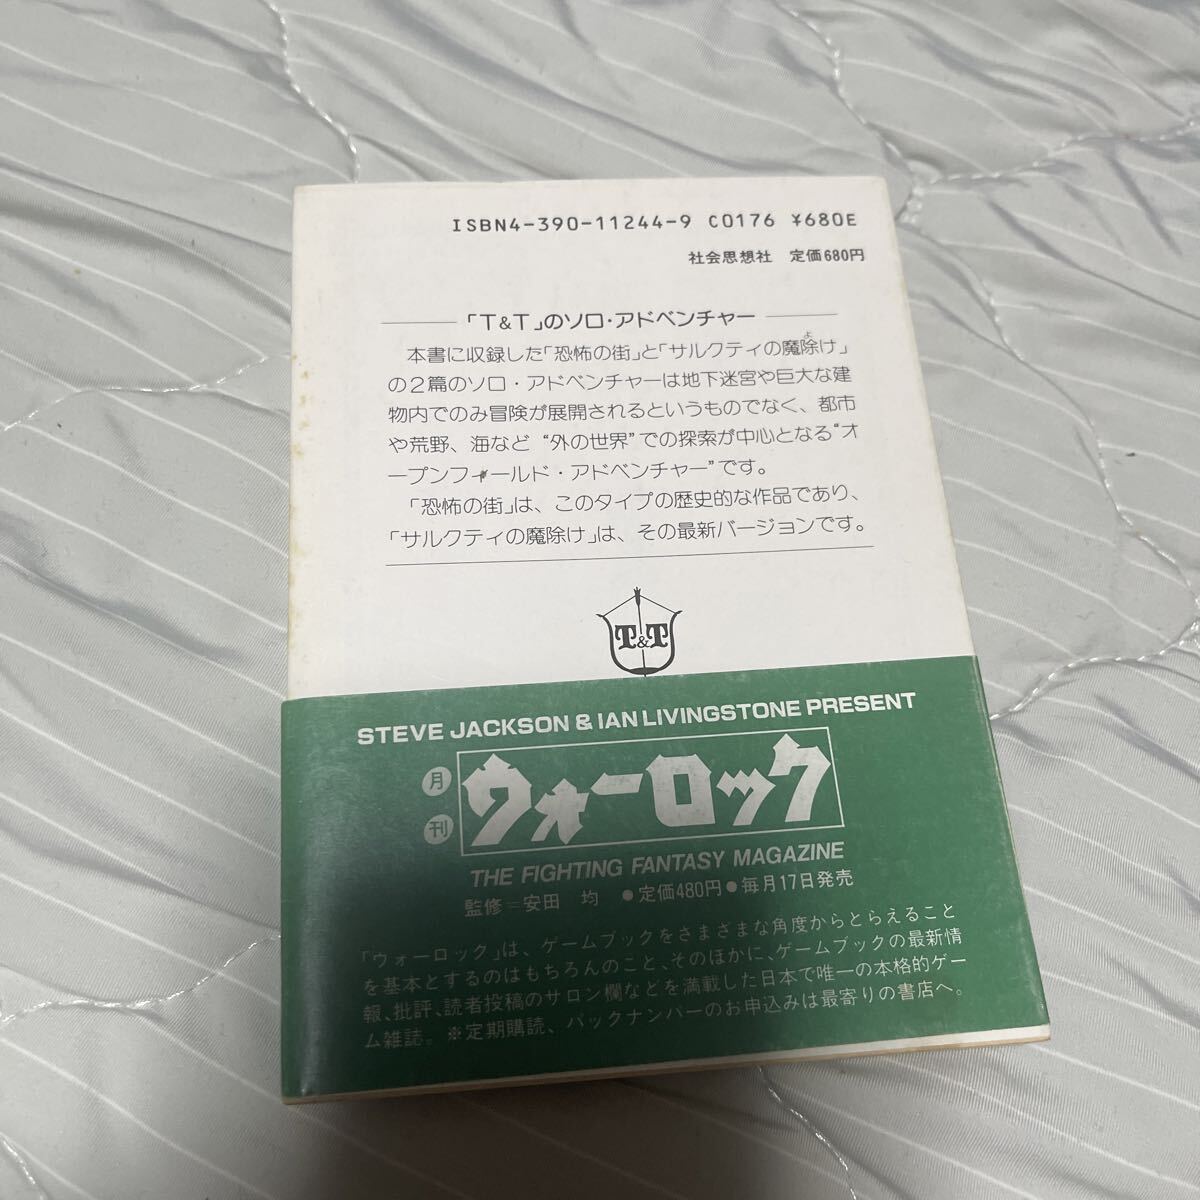 ISBN4-390-11244-9 C0176 ¥680E
社会思想社 定価680円
「T&T」のソロ・アドベンチャー
本書に収録した「恐怖の街」と「サルクティの魔除け」
よ
の2篇のソロ・アドベンチャーは地下迷宮や巨大な建
物内でのみ冒険が展開されるというものでなく、都市
や荒野、海など“外の世界”での探索が中心となる“オ
ープンフィールド・アドベンチャー”です。
「恐怖の街」は、このタイプの歴史的な作品であり、
「サルクティの魔除け」は、その最新バージョンです。
T&T
STEVE JACKSON & IAN LIVINGSTONE PRESENT
月刊
ウォーロック
THE FIGHTING FANTASY MAGAZINE
監修=安田 均 ●定価480円●毎月17日発売
「ウォーロック」は、ゲームブックをさまざまな角度からとらえること
を基本とするのはもちろんのこと、そのほかに、ゲームブックの最新情
報、批評、読者投稿のサロン欄などを満載した日本で唯一の本格的ゲー
ム雑誌。※定期購読、バックナンバーのお申込みは最寄りの書店へ。